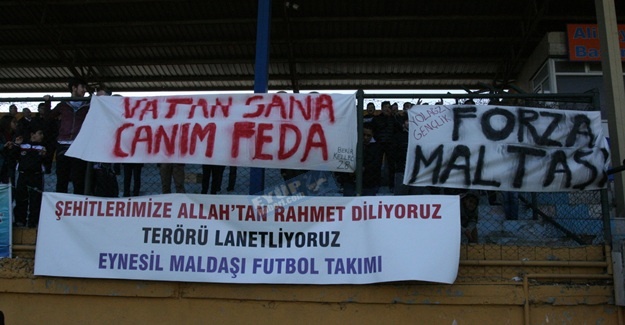 VATAN SANA
CANIM FEDA
FORZA
MALTAŞ
GENÇLİK
ŞEHİTLERİMİZE ALLAH'TAN RAHMET DİLİYORUZ
TERÖRÜ LANETLİYORUZ
EYNESİL MALDAŞI FUTBOL TAKIMI